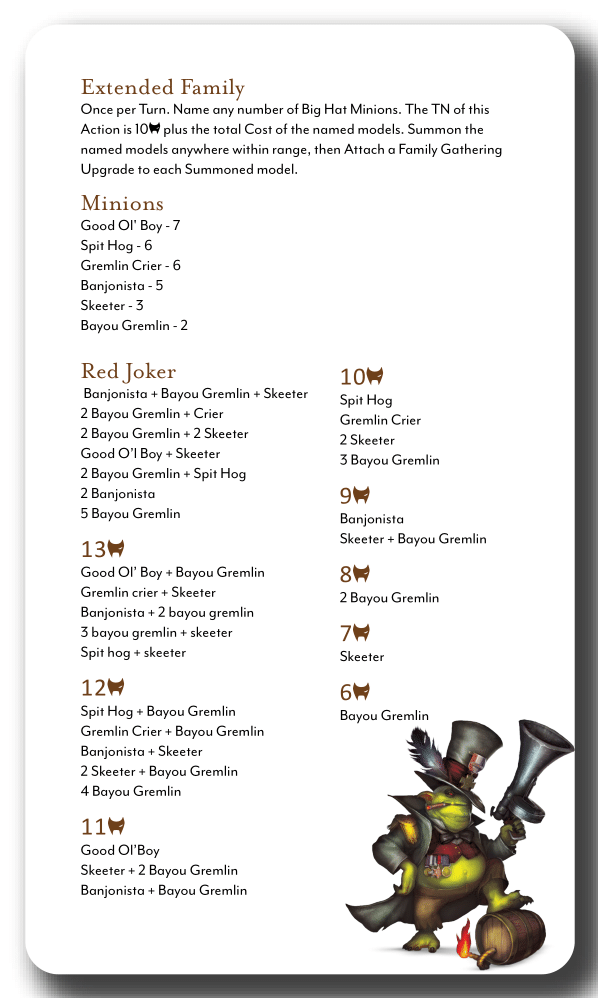 Extended Family
Once per Turn. Name any number of Big Hat Minions. The TN of this
Action is 10 plus the total Cost of the named models. Summon the
named models anywhere within range, then Attach a Family Gathering
Upgrade to each Summoned model.
Minions
Good Ol' Boy - 7
Spit Hog - 6
Gremlin Crier - 6
Banjonista - 5
Skeeter - 3
Bayou Gremlin - 2
Red Joker
Banjonista + Bayou Gremlin + Skeeter
2 Bayou Gremlin + Crier
2 Bayou Gremlin + 2 Skeeter
Good O'l Boy + Skeeter
2 Bayou Gremlin + Spit Hog
2 Banjonista
5 Bayou Gremlin
13
Good Ol' Boy + Bayou Gremlin
Gremlin crier + Skeeter
Banjonista + 2 bayou gremlin
3 bayou gremlin + skeeter
Spit hog + skeeter
12
Spit Hog + Bayou Gremlin
Gremlin Crier + Bayou Gremlin
Banjonista + Skeeter
2 Skeeter + Bayou Gremlin
4 Bayou Gremlin
11
Good Ol'Boy
Skeeter + 2 Bayou Gremlin
Banjonista + Bayou Gremlin
10
Spit Hog
Gremlin Crier
2 Skeeter
3 Bayou Gremlin
9
Banjonista
Skeeter + Bayou Gremlin
8
2 Bayou Gremlin
7
Skeeter
6
Bayou Gremlin